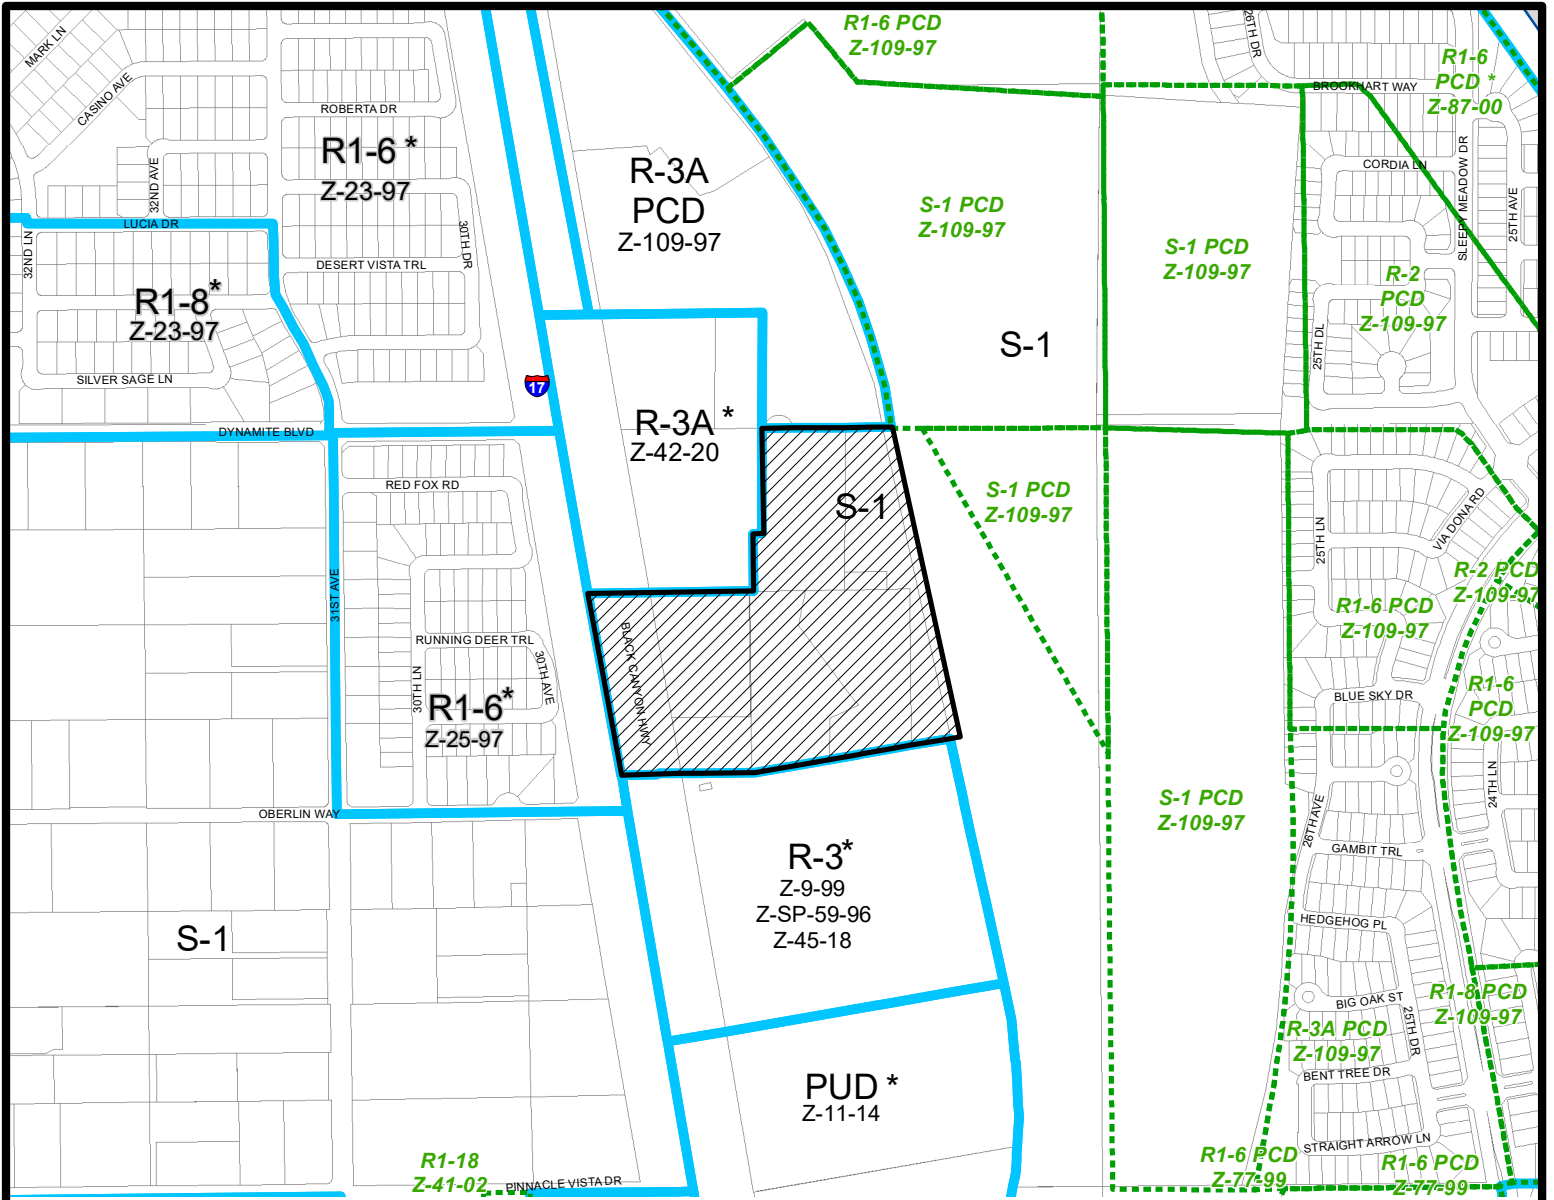 MARK LN
CASINO AVE
ROBERTA DR
R1-6 *
Z-23-97
32ND AVE
LUCIA DR
32ND LN
30TH DR
DESERT VISTA TRL
R1-8*
Z-23-97
SILVER SAGE LN
DYNAMITE BLVD
17
R-3A
PCD
Z-109-97
R1-6 PCD
Z-109-97
26TH DR
R1-6
PCD *
Z-87-00
BROOKHART WAY
CORDIA LN
SLEEPY MEADOW DR
25TH AVE
S-1 PCD
Z-109-97
S-1 PCD
Z-109-97
R-2
PCD
Z-109-97
25TH DL
S-1
R-3A *
Z-42-20
S-1
S-1 PCD
Z-109-97
RED FOX RD
31ST AVE
RUNNING DEER TRL
30TH LN
30TH AVE
R1-6*
Z-25-97
BLACK CANYON HWY
25TH LN
VIA DONA RD
R-2 PCD
Z-109-97
R1-6 PCD
Z-109-97
BLUE SKY DR
R1-6
PCD
Z-109-97
24TH LN
OBERLIN WAY
S-1 PCD
Z-109-97
26TH AVE
GAMBIT TRL
R-3*
Z-9-99
Z-SP-59-96
Z-45-18
HEDGEHOG PL
S-1
BIG OAK ST
R1-8 PCD
Z-109-97
R-3A PCD
Z-109-97
25TH DR
BENT TREE DR
PUD *
Z-11-14
STRAIGHT ARROW LN
R1-18
Z-41-02
PINNACLE VISTA DR
R1-6 PCD
Z-77-99
R1-6 PCD
Z-77-99